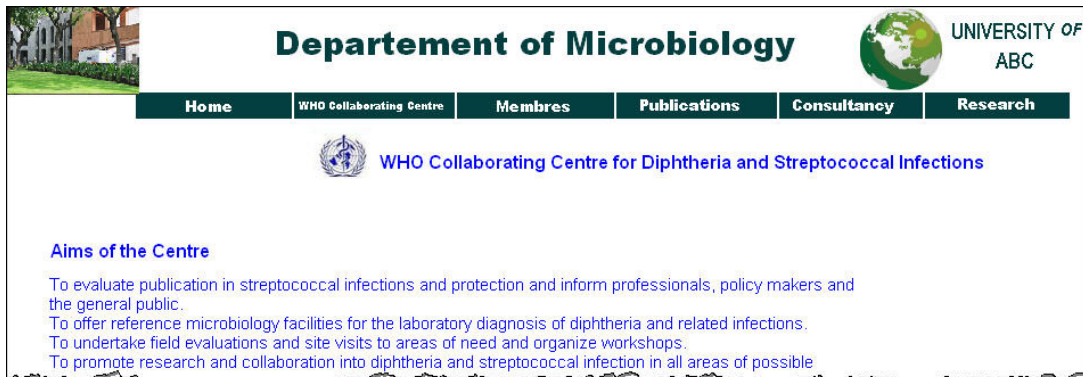 Departement of Microbiology
UNIVERSITY OF
ABC
Home WHO Collaborating Centre Membres Publications Consultancy Research
WHO Collaborating Centre for Diphtheria and Streptococcal Infections
Aims of the Centre
To evaluate publication in streptococcal infections and protection and inform professionals, policy makers and
the general public.
To offer reference microbiology facilities for the laboratory diagnosis of diphtheria and related infections.
To undertake field evaluations and site visits to areas of need and organize workshops.
To promote research and collaboration into diphtheria and streptococcal infection in all areas of possible